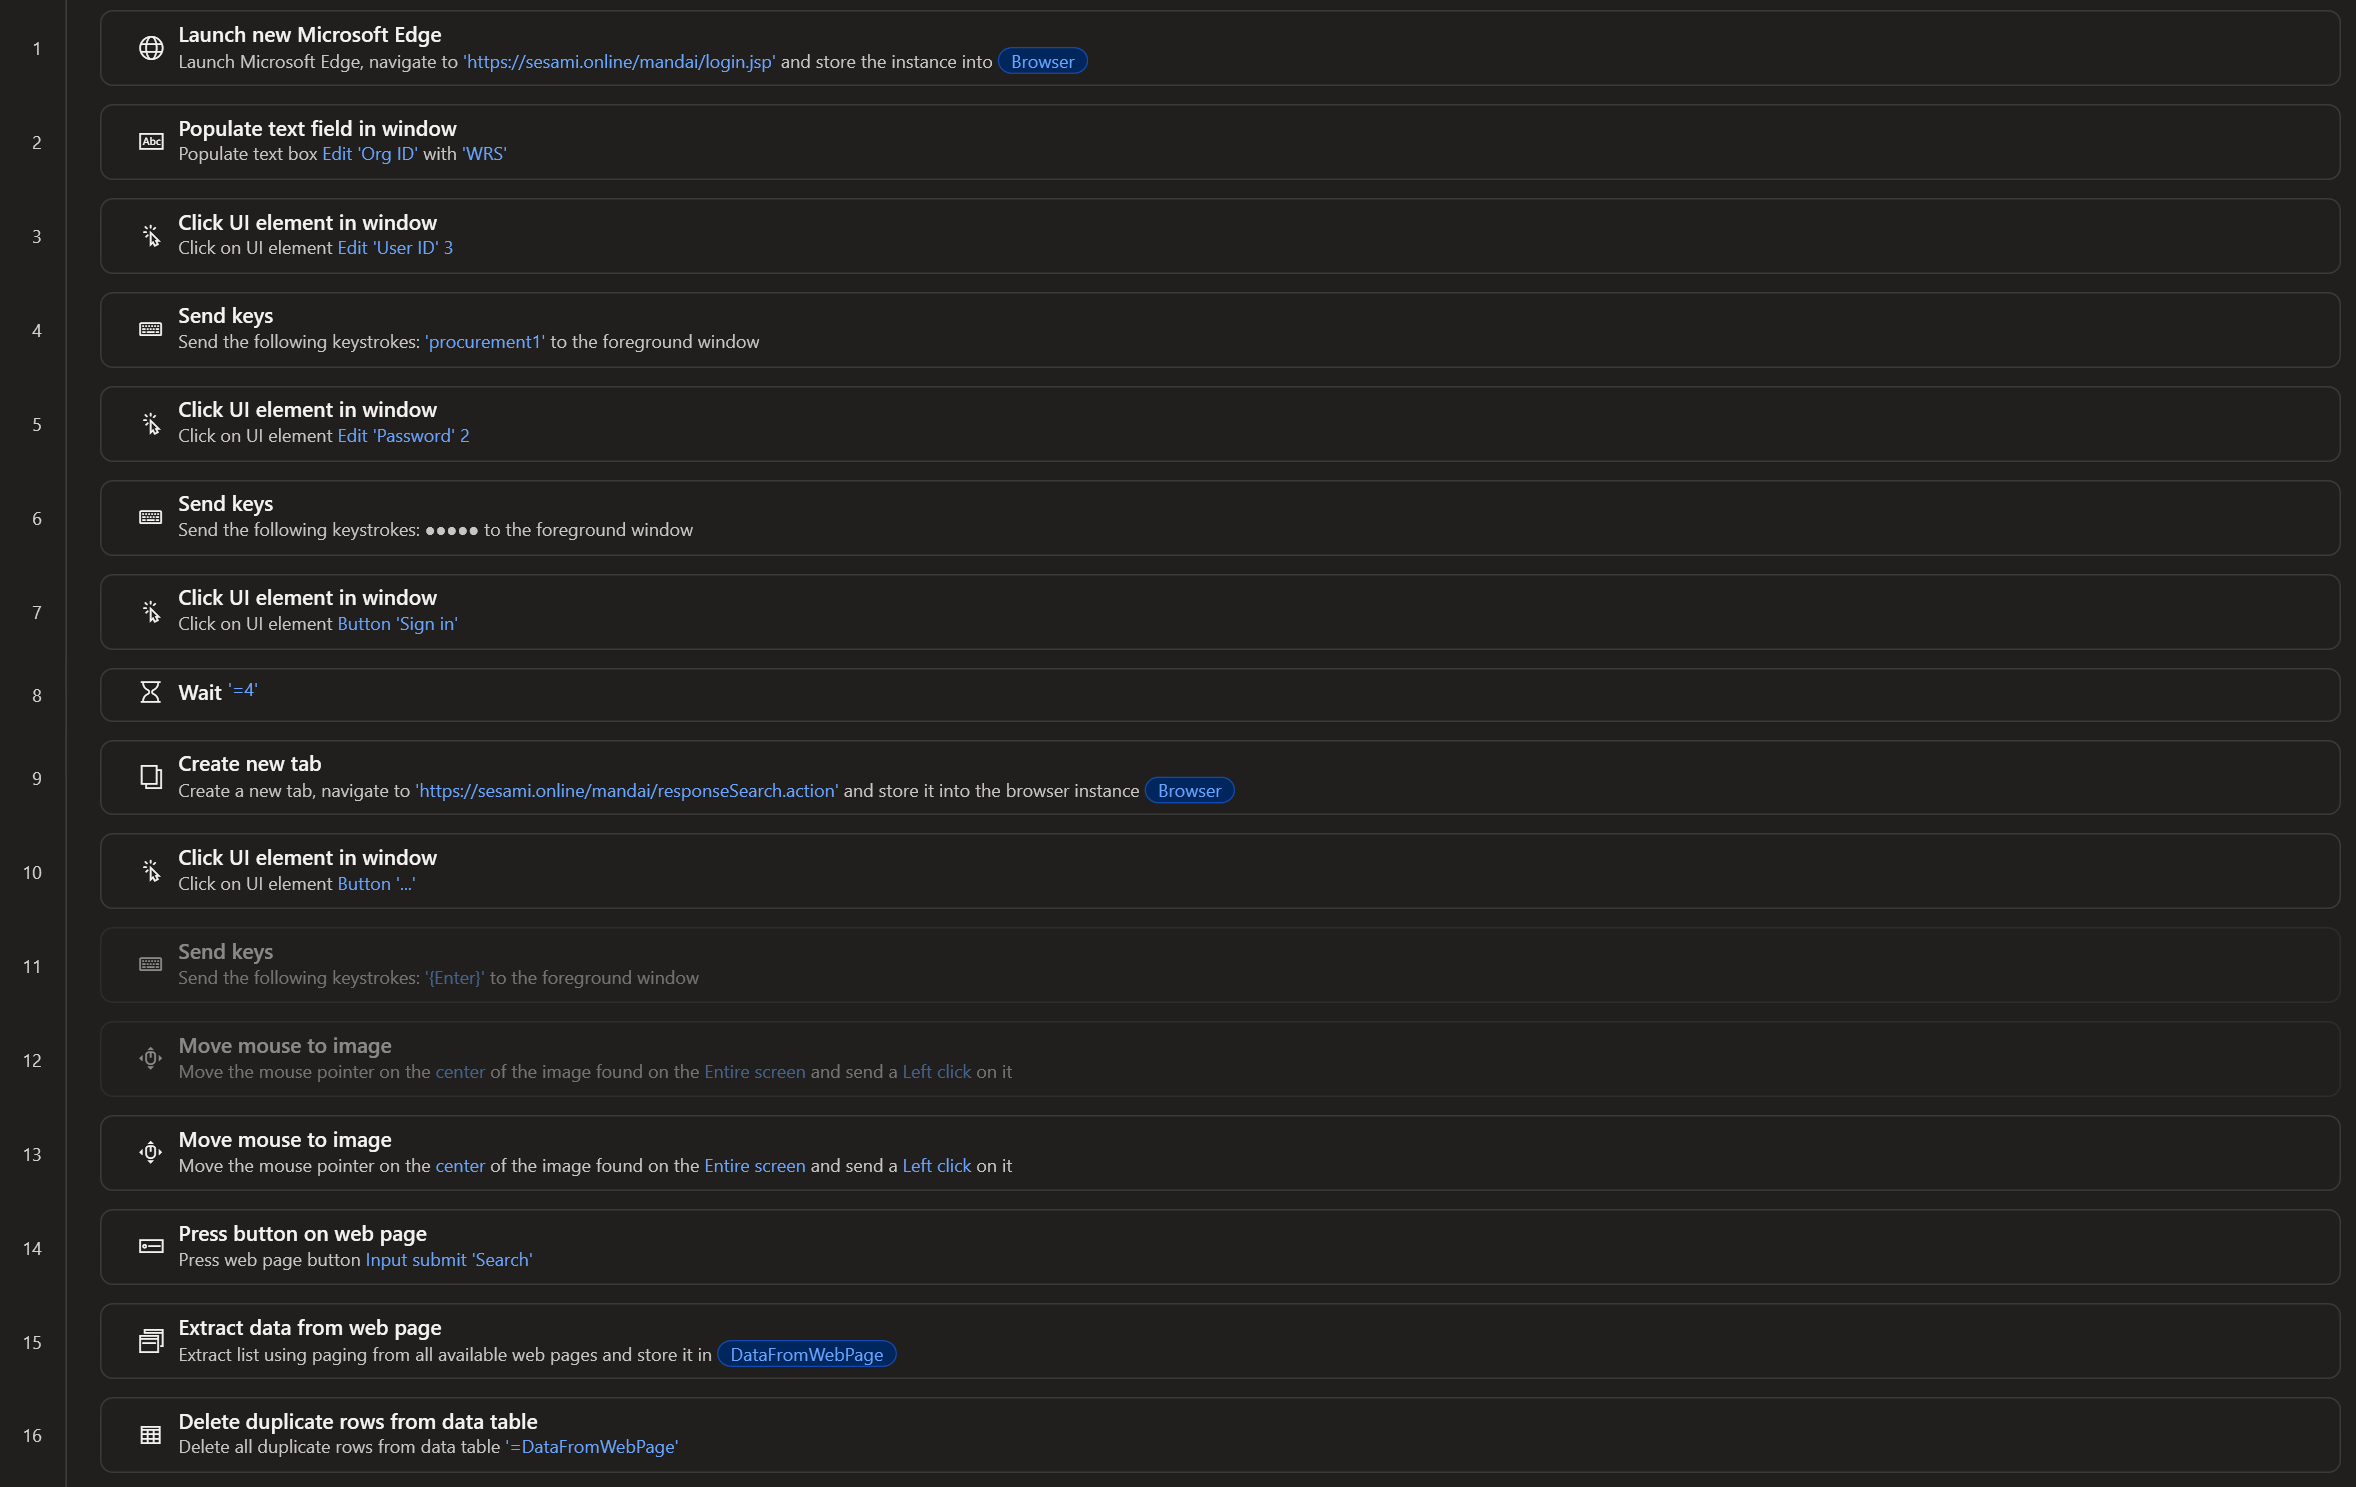 1
Launch new Microsoft Edge
Launch Microsoft Edge, navigate to 'https://sesami.online/mandai/login.jsp' and store the instance into Browser
2
Abc
Populate text field in window
Populate text box Edit 'Org ID' with 'WRS'
3
Click UI element in window
Click on UI element Edit 'User ID' 3
4
Send keys
Send the following keystrokes: 'procurement1' to the foreground window
5
Click UI element in window
Click on UI element Edit 'Password' 2
6
Send keys
Send the following keystrokes: ●●●●● to the foreground window
7
Click UI element in window
Click on UI element Button 'Sign in'
8
Wait '=4'
9
Create new tab
Create a new tab, navigate to 'https://sesami.online/mandai/responseSearch.action' and store it into the browser instance Browser
10
Click UI element in window
Click on UI element Button '...'
11
Send keys
Send the following keystrokes: '{Enter}' to the foreground window
12
Move mouse to image
Move the mouse pointer on the center of the image found on the Entire screen and send a Left click on it
13
Move mouse to image
Move the mouse pointer on the center of the image found on the Entire screen and send a Left click on it
14
Press button on web page
Press web page button Input submit 'Search'
15
Extract data from web page
Extract list using paging from all available web pages and store it in DataFromWebPage
16
Delete duplicate rows from data table
Delete all duplicate rows from data table '=DataFromWebPage'